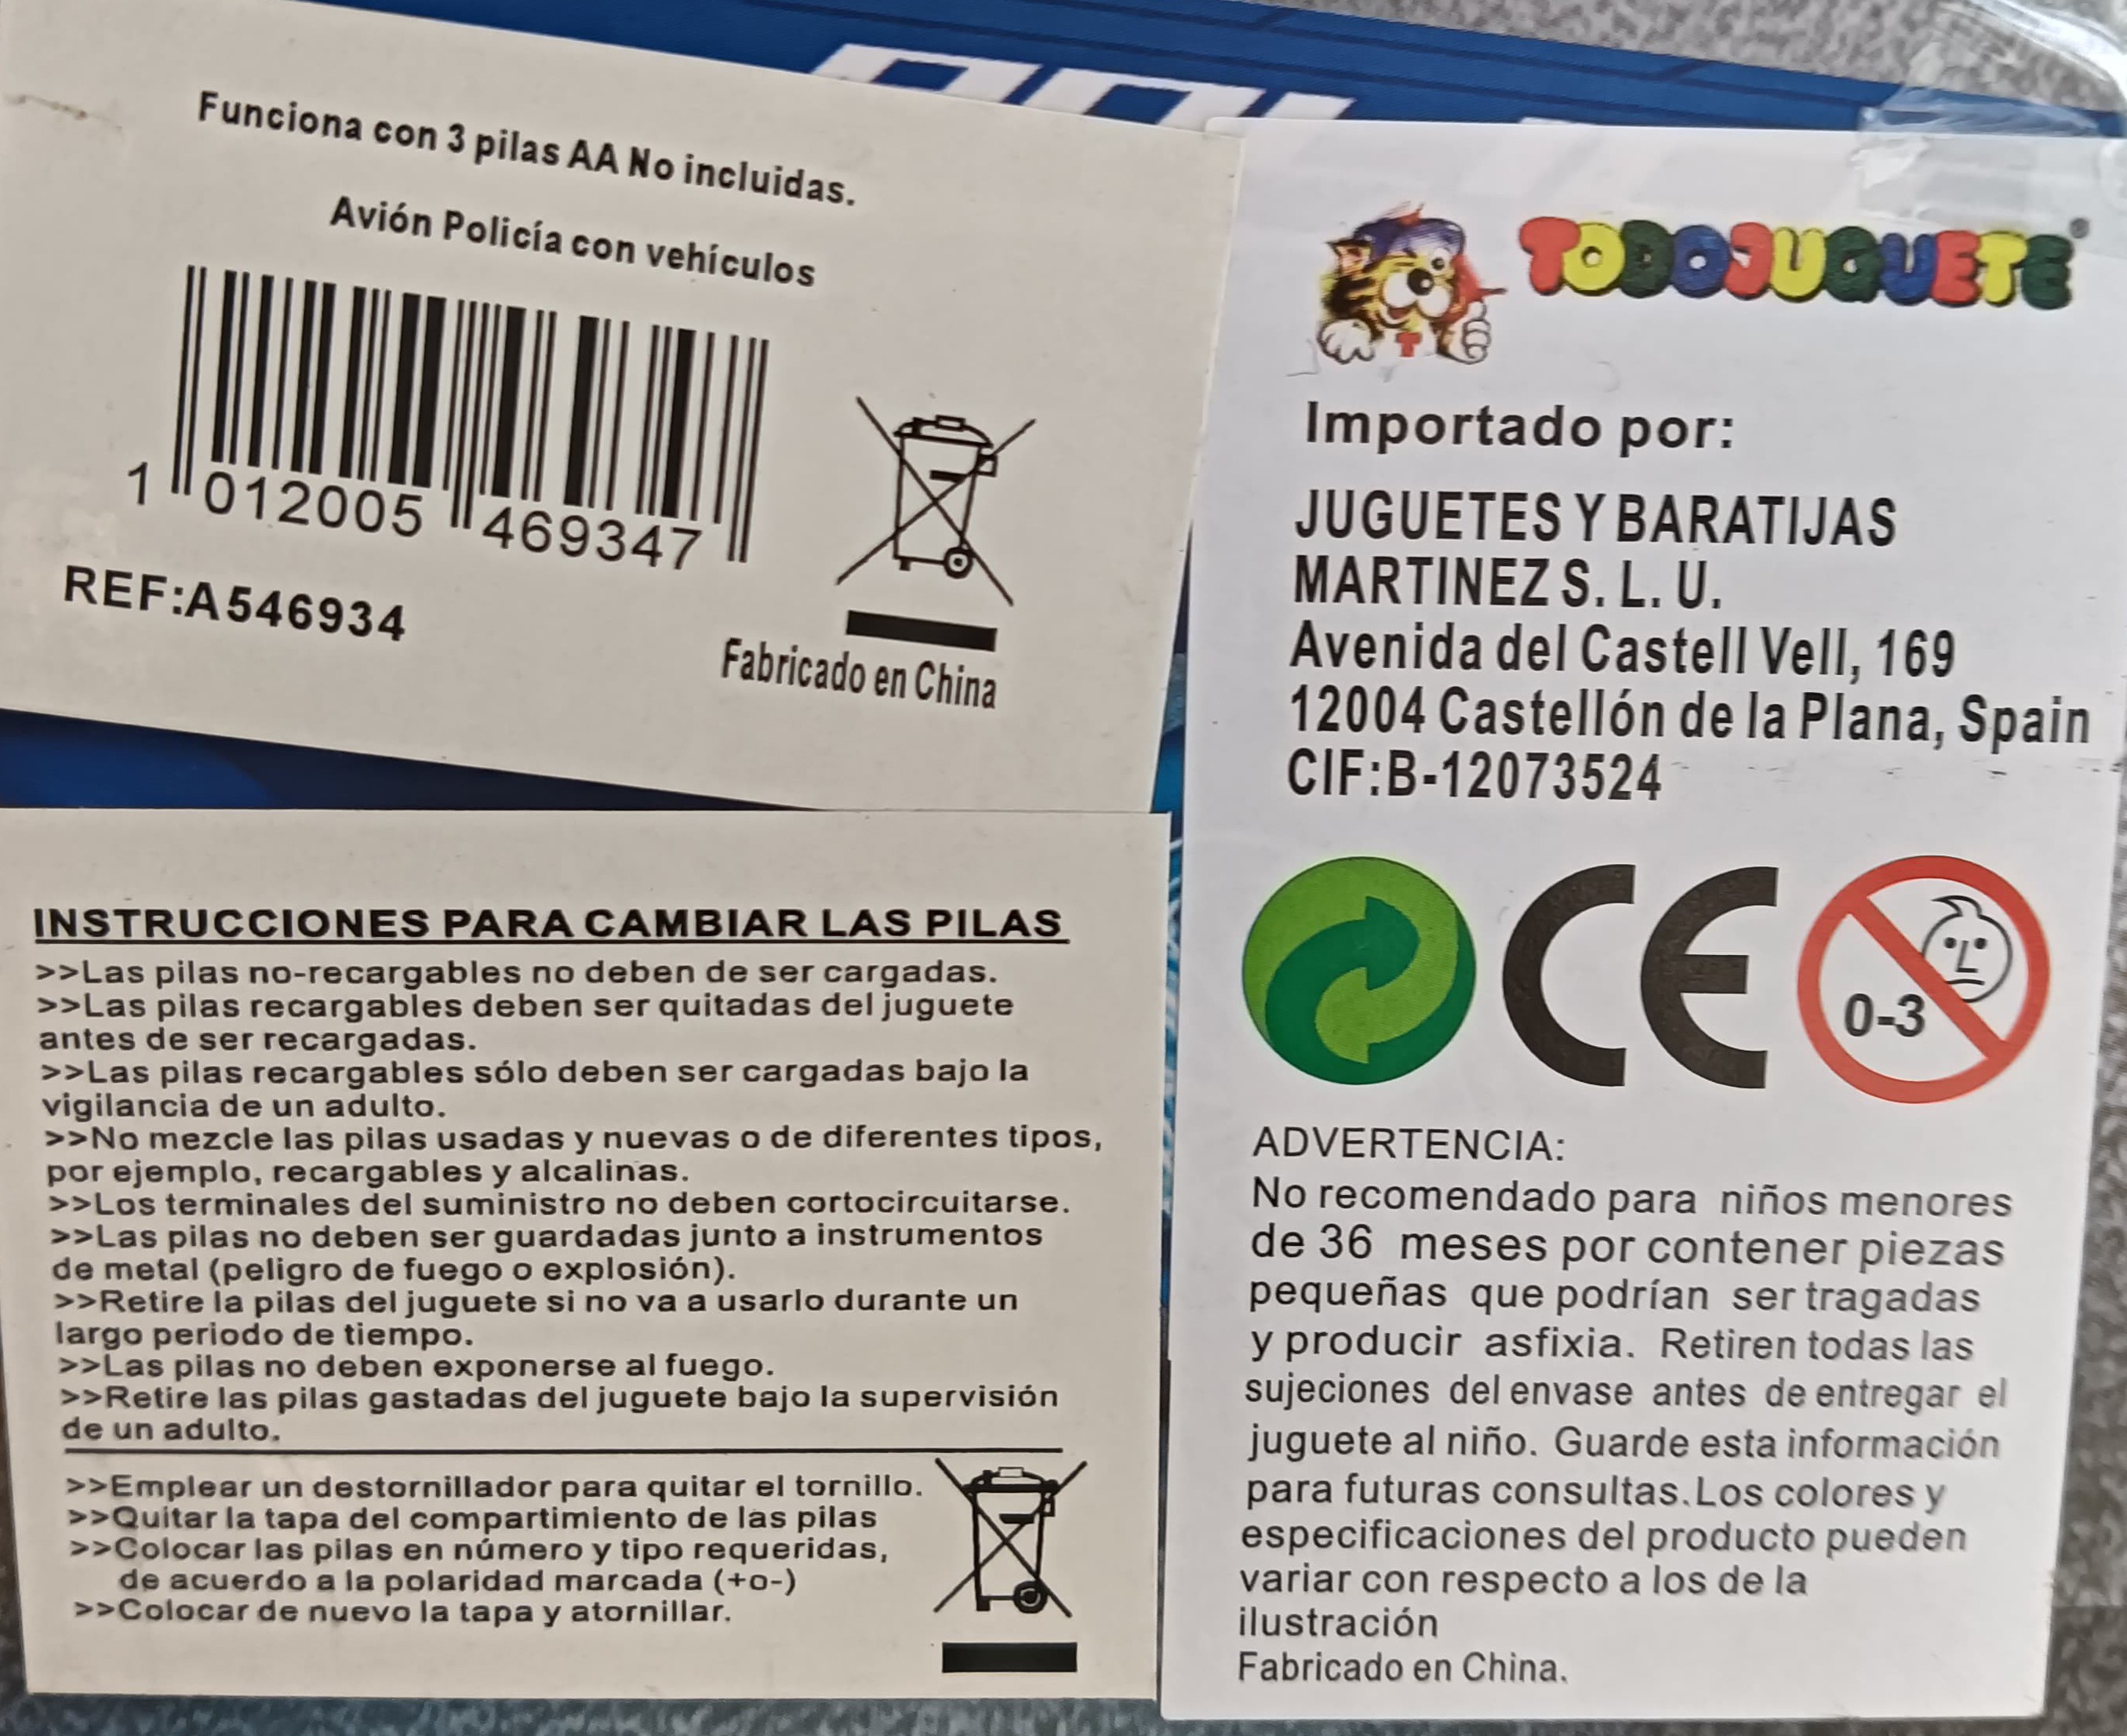 Funciona con 3 pilas AA No incluidas.
Avión Policía con vehículos
1 012005 469347
REF:A546934
Fabricado en China
INSTRUCCIONES PARA CAMBIAR LAS PILAS
>>Las pilas no-recargables no deben de ser cargadas.
>>Las pilas recargables deben ser quitadas del juguete
antes de ser recargadas.
>>Las pilas recargables sólo deben ser cargadas bajo la
vigilancia de un adulto.
>>No mezcle las pilas usadas y nuevas o de diferentes tipos,
por ejemplo, recargables y alcalinas.
>>Los terminales del suministro no deben cortocircuitarse.
>>Las pilas no deben ser guardadas junto a instrumentos
de metal (peligro de fuego o explosión).
>>Retire la pilas del juguete si no va a usarlo durante un
largo periodo de tiempo.
>>Las pilas no deben exponerse al fuego.
>>Retire las pilas gastadas del juguete bajo la supervisión
de un adulto.
>>Emplear un destornillador para quitar el tornillo.
>>Quitar la tapa del compartimiento de las pilas
>>Colocar las pilas en número y tipo requeridas,
de acuerdo a la polaridad marcada (+o-)
>>Colocar de nuevo la tapa y atornillar.
TODOJUGUETE®
T
Importado por:
JUGUETES Y BARATIJAS
MARTINEZ S. L. U.
Avenida del Castell Vell, 169
12004 Castellón de la Plana, Spain
CIF:B-12073524
CE
0-3
ADVERTENCIA:
No recomendado para niños menores
de 36 meses por contener piezas
pequeñas que podrían ser tragadas
y producir asfixia. Retiren todas las
sujeciones del envase antes de entregar el
juguete al niño. Guarde esta información
para futuras consultas.Los colores y
especificaciones del producto pueden
variar con respecto a los de la
ilustración
Fabricado en China.